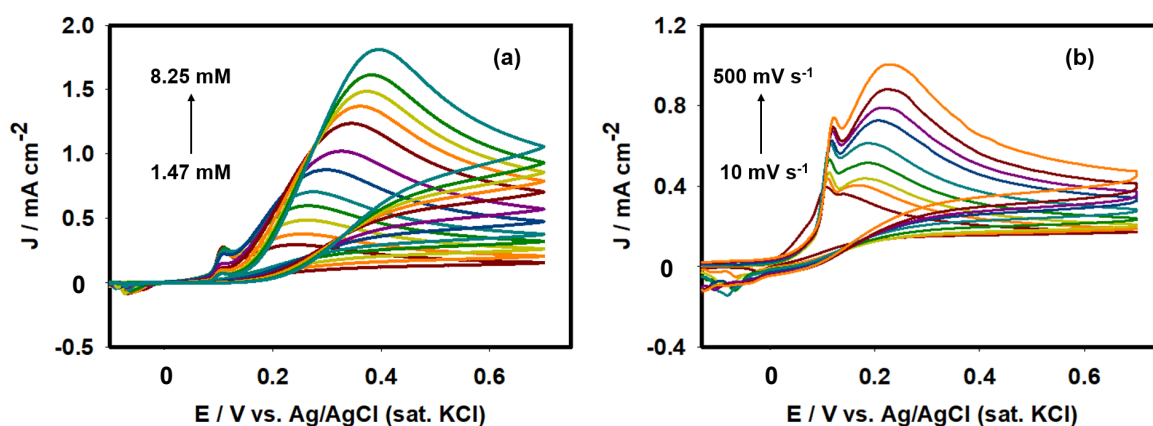 2.0
1.5
1.0
0.5
0
-0.5
0
0.2
0.4
0.6
J / mA cm-2
E / V vs. Ag/AgCl (sat. KCl)
(a)
8.25 mM
1.47 mM
1.2
0.8
0.4
0
-0.4
0
0.2
0.4
0.6
J / mA cm-2
E / V vs. Ag/AgCl (sat. KCl)
(b)
500 mV s-1
10 mV s-1